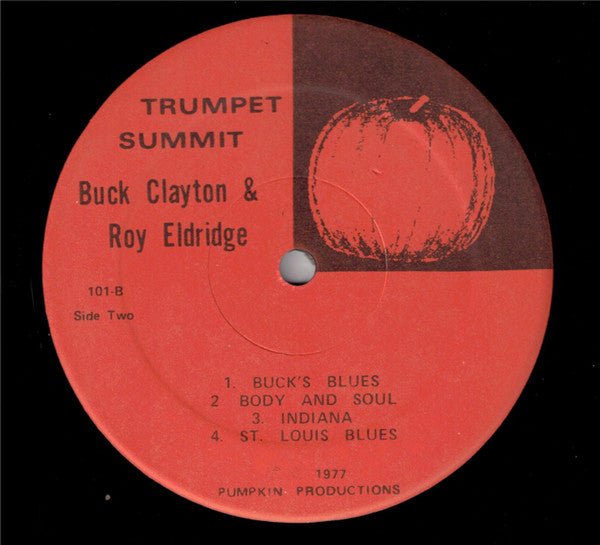 TRUMPET
SUMMIT
Buck Clayton &
Roy Eldridge
101-B
Side Two
1. BUCK'S BLUES
2 BODY AND SOUL
3. INDIANA
4. ST. LOUIS BLUES
1977
PUMPKIN PRODUCTIONS